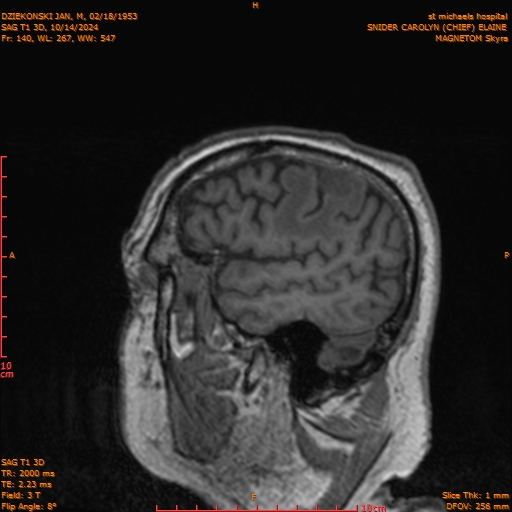 H
DZIEKONSKI JAN, M, 02/18/1953
SAG T1 3D, 10/14/2024
Fr: 140, WL: 267, WW: 547
st michaels hospital
SNIDER CAROLYN (CHIEF) ELAINE
MAGNETOM Skyra
A
P
10
cm
SAG T1 3D
TR: 2000 ms
TE: 2.23 ms
Field: 3 T
Flip Angle: 8°
F
10cm
Slice Thk: 1 mm
DFOV: 256 mm